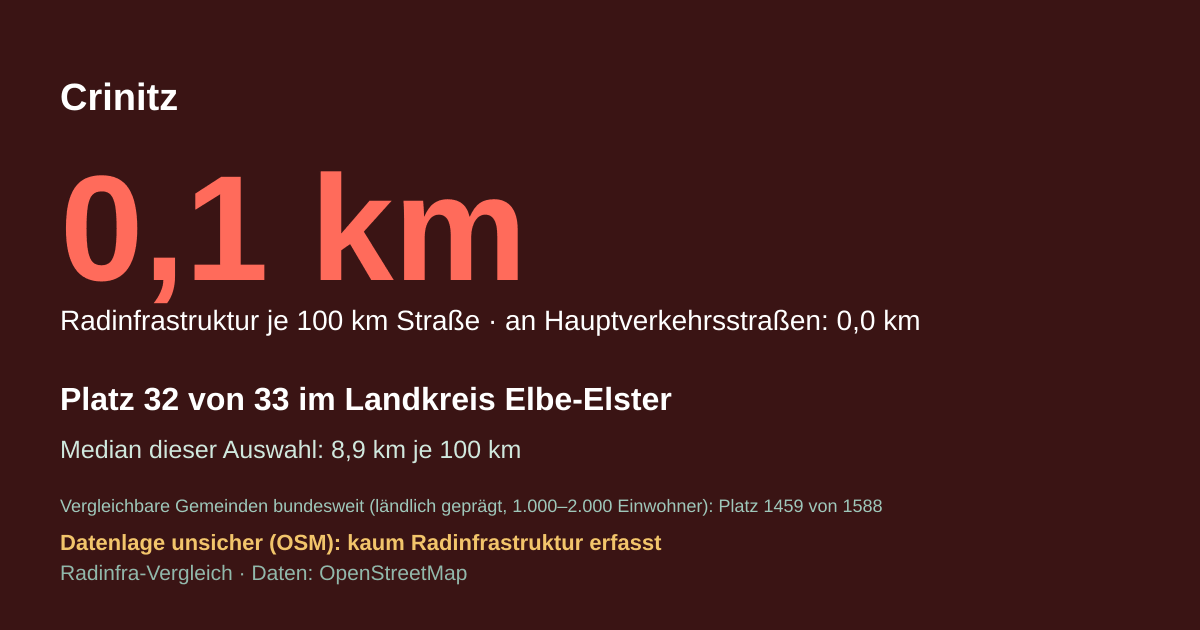 Crinitz
0,1 km
Radinfrastruktur je 100 km Straße · an Hauptverkehrsstraßen: 0,0 km
Platz 32 von 33 im Landkreis Elbe-Elster
Median dieser Auswahl: 8,9 km je 100 km
Vergleichbare Gemeinden bundesweit (ländlich geprägt, 1.000–2.000 Einwohner): Platz 1459 von 1588
Datenlage unsicher (OSM): kaum Radinfrastruktur erfasst
Radinfra-Vergleich · Daten: OpenStreetMap